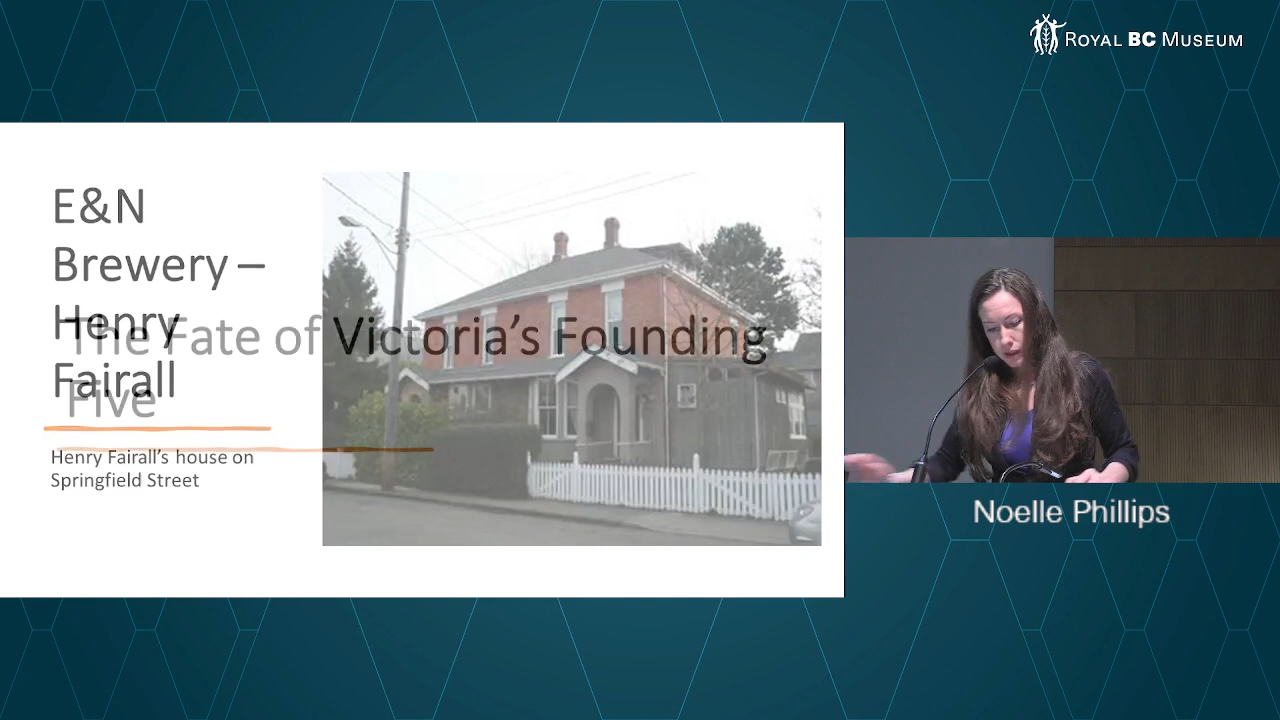 ROYAL BC MUSEUM
E&N
Brewery –
Henry
Fairall
The Fate of Victoria’s Founding
Five
Henry Fairall’s house on
Springfield Street
Noelle Phillips